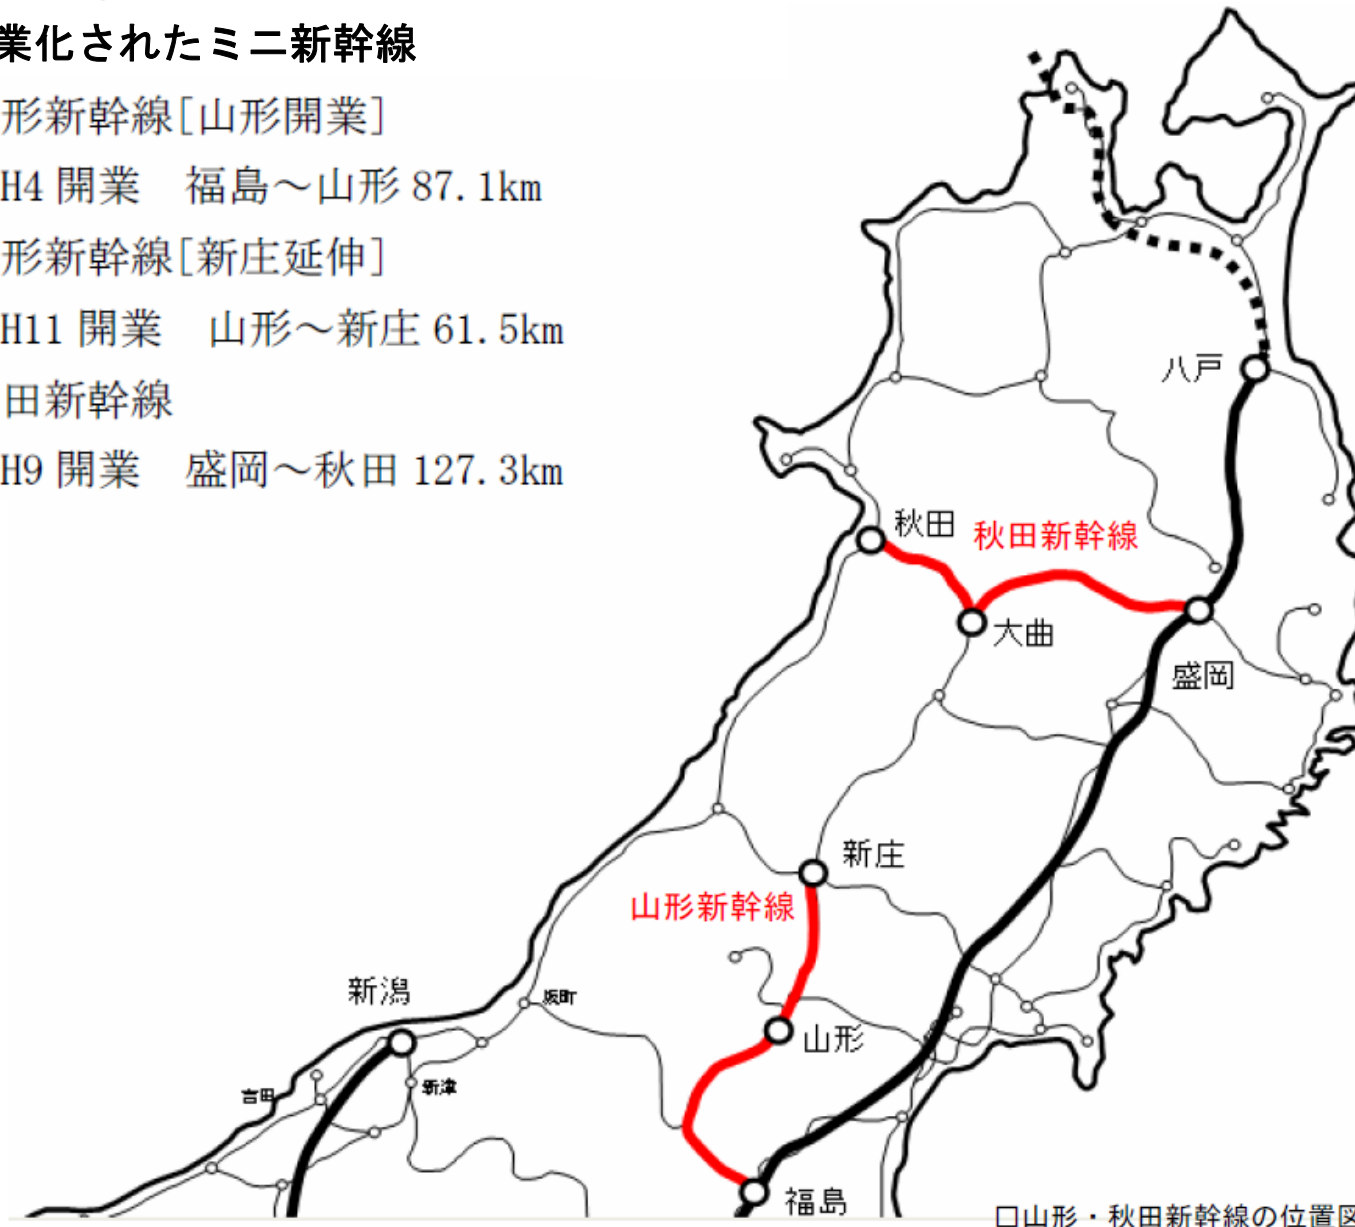 業化されたミニ新幹線
形新幹線[山形開業]
H4 開業　福島～山形 87.1km
形新幹線[新庄延伸]
H11 開業　山形～新庄 61.5km
田新幹線
H9 開業　盛岡～秋田 127.3km
八戸
秋田
秋田新幹線
大曲
盛岡
新庄
山形新幹線
新潟
坂町
山形
新津
吉田
福島
口山形・秋田新幹線の位置図